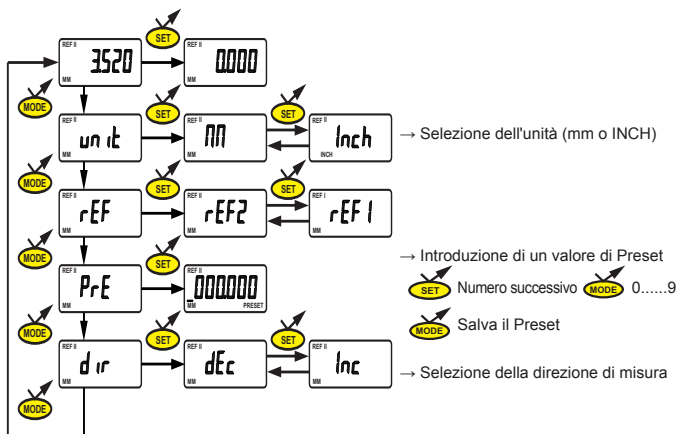 SET
REF II 3.520 MM
REF II 0.000 MM
MODE
SET SET
REF II un it MM
REF II M MM
REF II Inch INCH
→ Selezione dell'unità (mm o INCH)
MODE
SET SET
REF II rEF MM
REF II rEF2 MM
REF I rEF1 MM
MODE
SET
→ Introduzione di un valore di Preset
REF II PrE MM
REF II 000.000 MM PRESET
SET Numero successivo MODE 0......9
MODE Salva il Preset
MODE
SET SET
REF II d ir MM
REF II dEc MM
REF II Inc MM
→ Selezione della direzione di misura
MODE